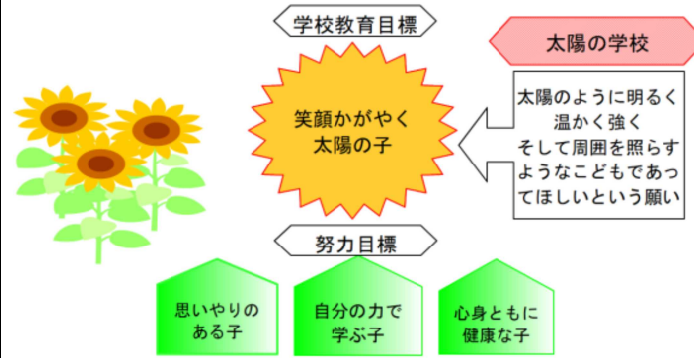 学校教育目標
太陽の学校
笑顔かがやく
太陽の子
太陽のように明るく
温かく強く
そして周囲を照らす
ようなこどもであっ
てほしいという願い
努力目標
思いやりの
ある子
自分の力で
学ぶ子
心身ともに
健康な子